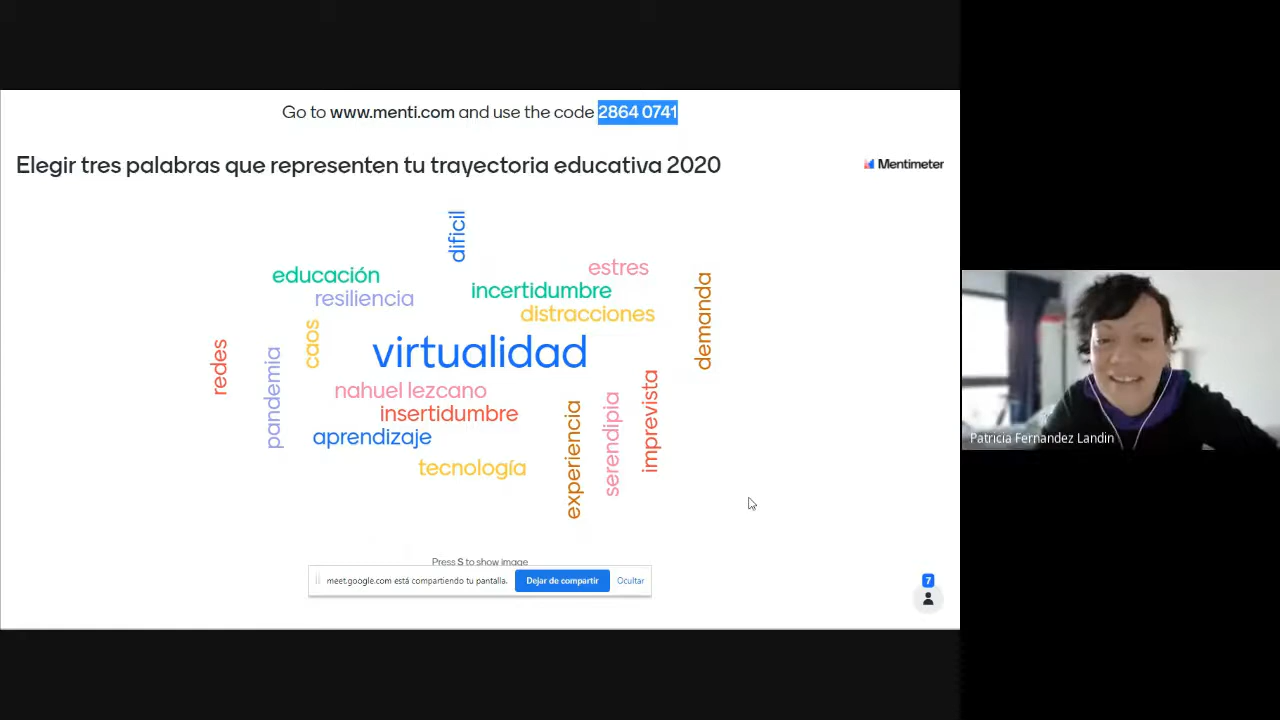 Go to www.menti.com and use the code 2864 0741
Elegir tres palabras que representen tu trayectoria educativa 2020
Mentimeter
dificil
educación
estres
resiliencia
incertidumbre
distracciones
demanda
caos
virtualidad
redes
pandemia
nahuel lezcano
insertidumbre
aprendizaje
imprevista
serendipia
experiencia
tecnología
Patricia Fernandez Landin
Press S to show image
meet.google.com está compartiendo tu pantalla.
Dejar de compartir
Ocultar
7